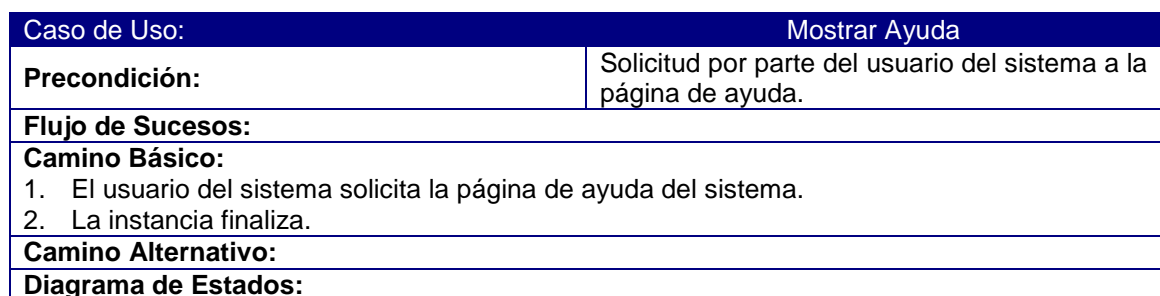 Caso de Uso: Mostrar Ayuda
Precondición: Solicitud por parte del usuario del sistema a la
página de ayuda.
Flujo de Sucesos:
Camino Básico:
1. El usuario del sistema solicita la página de ayuda del sistema.
2. La instancia finaliza.
Camino Alternativo:
Diagrama de Estados: